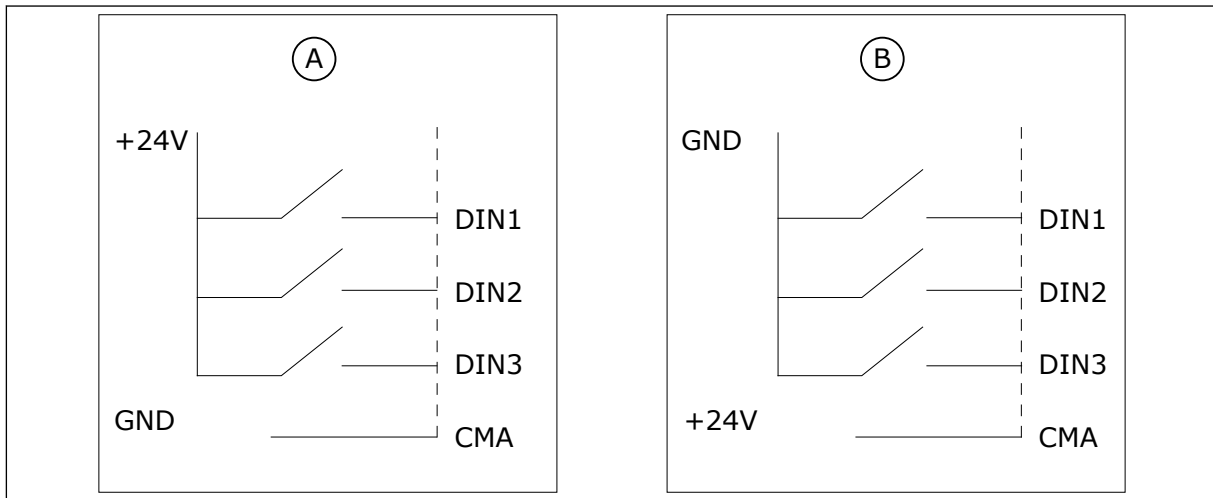 A
+24V
DIN1
DIN2
DIN3
GND
CMA
B
GND
DIN1
DIN2
DIN3
+24V
CMA